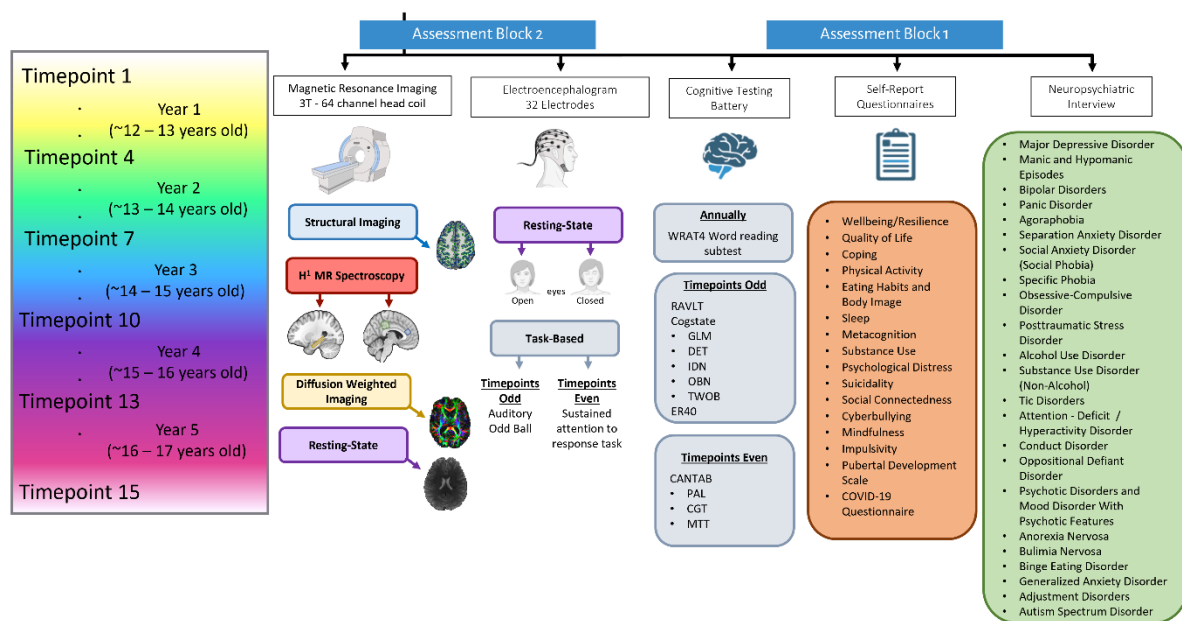 Assessment Block 2
Assessment Block 1
Timepoint 1
Year 1
(~12 – 13 years old)
Timepoint 4
Year 2
(~13 – 14 years old)
Timepoint 7
Year 3
(~14 – 15 years old)
Timepoint 10
Year 4
(~15 – 16 years old)
Timepoint 13
Year 5
(~16 – 17 years old)
Timepoint 15
Magnetic Resonance Imaging
3T - 64 channel head coil
Structural Imaging
H¹ MR Spectroscopy
Diffusion Weighted
Imaging
Resting-State
Electroencephalogram
32 Electrodes
Resting-State
Open
eyes
Closed
Task-Based
Timepoints
Odd
Auditory
Odd Ball
Timepoints
Even
Sustained
attention to
response task
Cognitive Testing
Battery
Annually
WRAT4 Word reading
subtest
Timepoints Odd
RAVLT
Cogstate
• GLM
• DET
• IDN
• OBN
• TWOB
ER40
Timepoints Even
CANTAB
• PAL
• CGT
• MTT
Self-Report
Questionnaires
• Wellbeing/Resilience
• Quality of Life
• Coping
• Physical Activity
• Eating Habits and
Body Image
• Sleep
• Metacognition
• Substance Use
• Psychological Distress
• Suicidality
• Social Connectedness
• Cyberbullying
• Mindfulness
• Impulsivity
• Pubertal Development
Scale
• COVID-19
Questionnaire
Neuropsychiatric
Interview
• Major Depressive Disorder
• Manic and Hypomanic
Episodes
• Bipolar Disorders
• Panic Disorder
• Agoraphobia
• Separation Anxiety Disorder
• Social Anxiety Disorder
(Social Phobia)
• Specific Phobia
• Obsessive-Compulsive
Disorder
• Posttraumatic Stress
Disorder
• Alcohol Use Disorder
• Substance Use Disorder
(Non-Alcohol)
• Tic Disorders
• Attention - Deficit /
Hyperactivity Disorder
• Conduct Disorder
• Oppositional Defiant
Disorder
• Psychotic Disorders and
Mood Disorder With
Psychotic Features
• Anorexia Nervosa
• Bulimia Nervosa
• Binge Eating Disorder
• Generalized Anxiety Disorder
• Adjustment Disorders
• Autism Spectrum Disorder